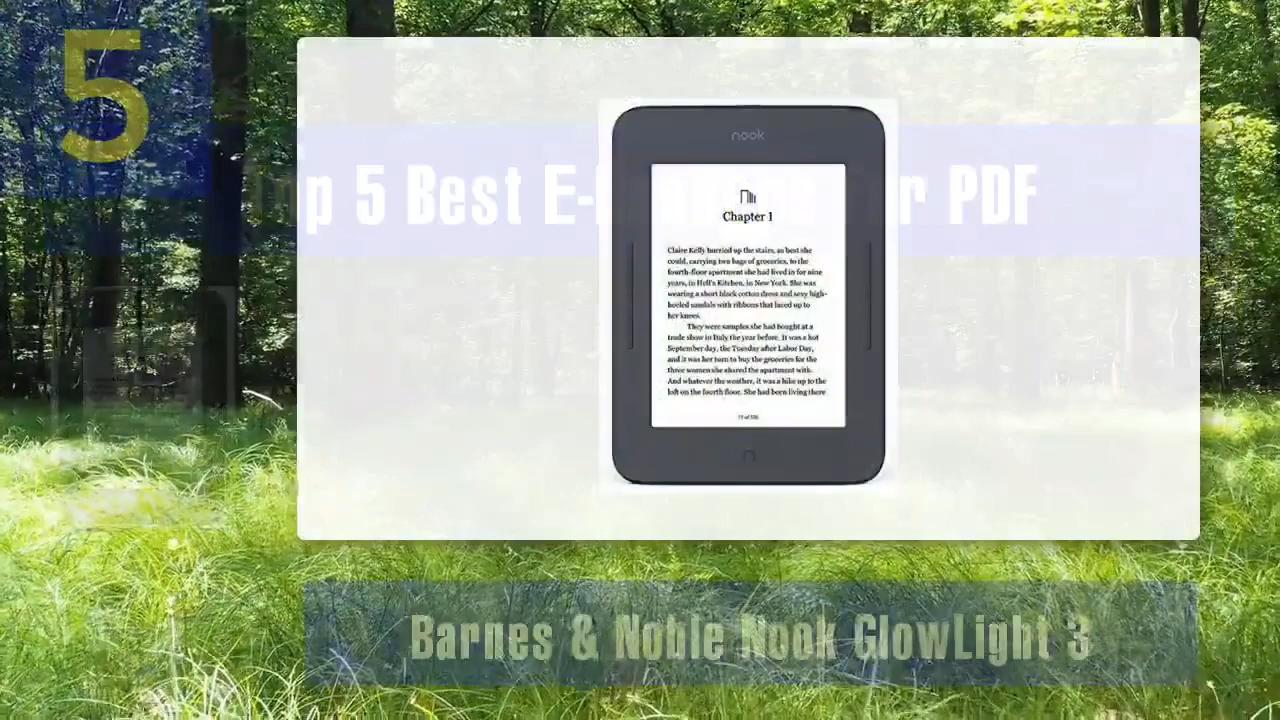 5
Top 5 Best E- r PDF
nook
Chapter 1
Claire Kelly hurried up the stairs, as best she
could, carrying two bags of groceries, to the
fourth-floor apartment she had lived in for nine
years, in Hell's Kitchen, in New York. She was
wearing a short black cotton dress and sexy high-
heeled sandals with ribbons that laced up to
her knees.
They were samples she had bought at a
trade show in Italy the year before. It was a hot
September day, the Tuesday after Labor Day,
and it was her turn to buy the groceries for the
three women she shared the apartment with.
And whatever the weather, it was a hike up to the
loft on the fourth floor. She had been living there
Barnes & Noble Nook GlowLight 3